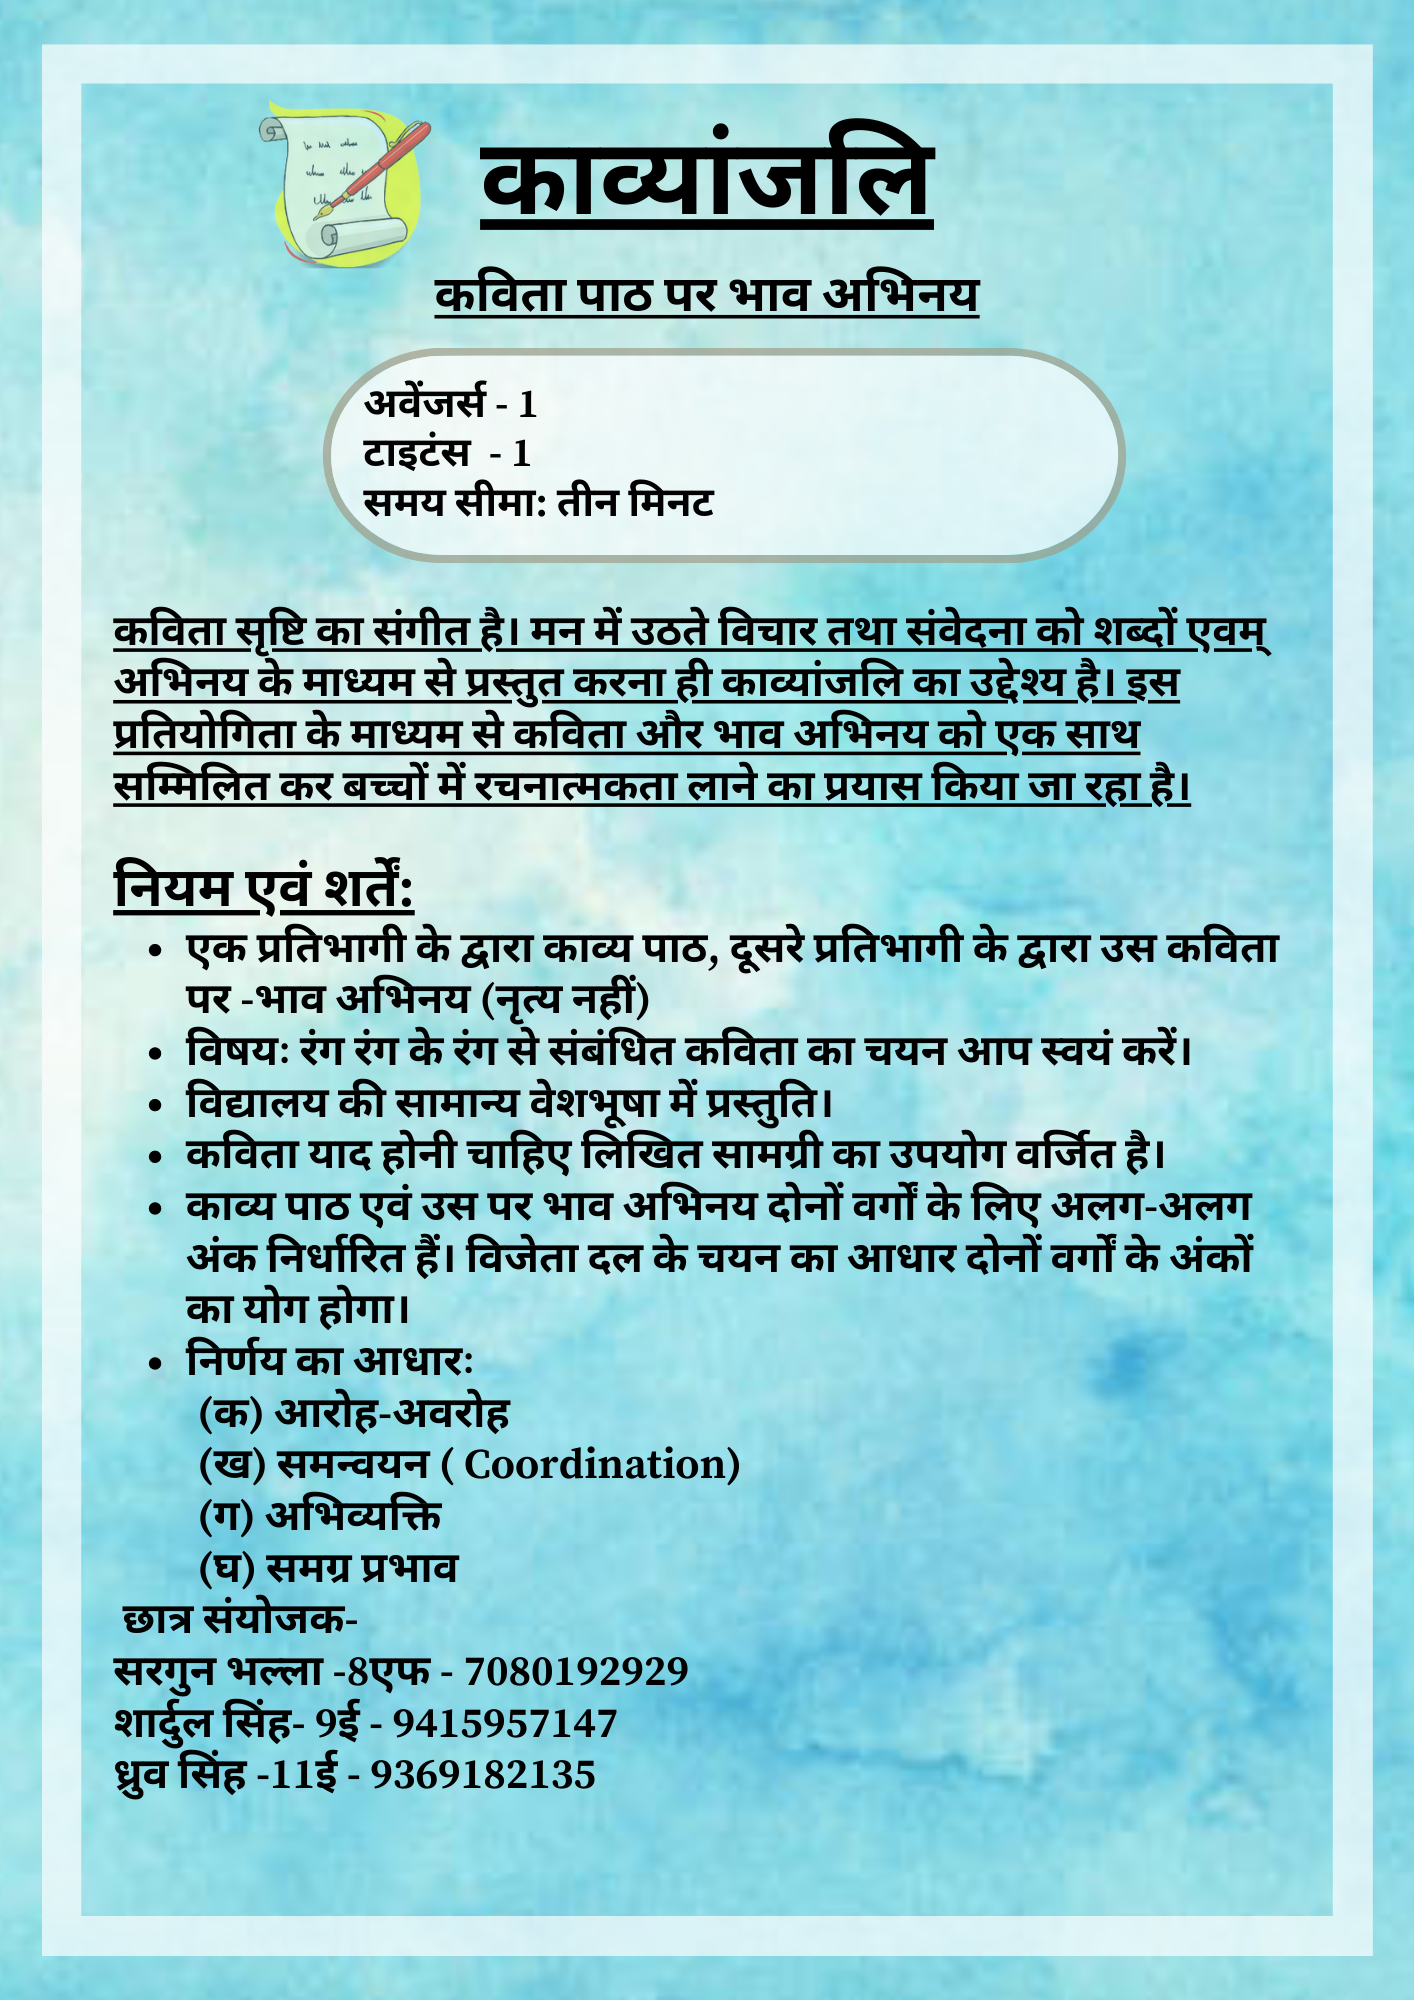 काव्यांजलि
कविता पाठ पर भाव अभिनय
अवेंजर्स - 1
टाइटंस - 1
समय सीमा: तीन मिनट
कविता सृष्टि का संगीत है। मन में उठते विचार तथा संवेदना को शब्दों एवम्
अभिनय के माध्यम से प्रस्तुत करना ही काव्यांजलि का उद्देश्य है। इस
प्रतियोगिता के माध्यम से कविता और भाव अभिनय को एक साथ
सम्मिलित कर बच्चों में रचनात्मकता लाने का प्रयास किया जा रहा है।
नियम एवं शर्तें:
• एक प्रतिभागी के द्वारा काव्य पाठ, दूसरे प्रतिभागी के द्वारा उस कविता
पर -भाव अभिनय (नृत्य नहीं)
• विषय: रंग रंग के रंग से संबंधित कविता का चयन आप स्वयं करें।
• विद्यालय की सामान्य वेशभूषा में प्रस्तुति।
• कविता याद होनी चाहिए लिखित सामग्री का उपयोग वर्जित है।
• काव्य पाठ एवं उस पर भाव अभिनय दोनों वर्गों के लिए अलग-अलग
अंक निर्धारित हैं। विजेता दल के चयन का आधार दोनों वर्गों के अंकों
का योग होगा।
• निर्णय का आधार:
(क) आरोह-अवरोह
(ख) समन्वयन ( Coordination)
(ग) अभिव्यक्ति
(घ) समग्र प्रभाव
छात्र संयोजक-
सरगुन भल्ला -8एफ - 7080192929
शार्दुल सिंह- 9ई - 9415957147
ध्रुव सिंह -11ई - 9369182135